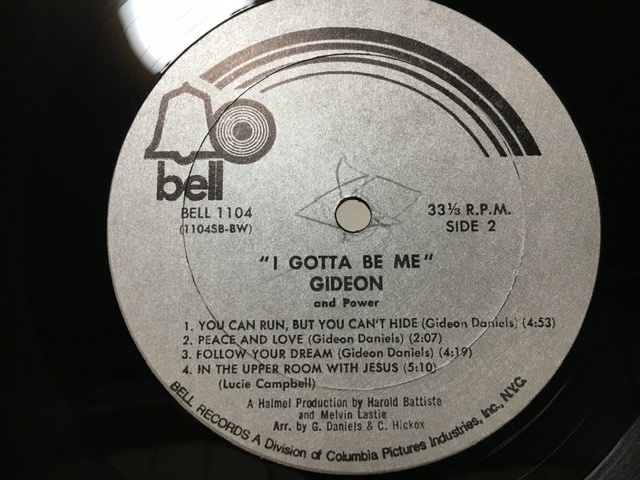 bell
BELL 1104
(1104SB-BW)
33⅓ R.P.M.
SIDE 2
"I GOTTA BE ME"
GIDEON
and Power
1. YOU CAN RUN, BUT YOU CAN'T HIDE (Gideon Daniels) (4:53)
2. PEACE AND LOVE (Gideon Daniels) (2:07)
3. FOLLOW YOUR DREAM (Gideon Daniels) (4:19)
4. IN THE UPPER ROOM WITH JESUS (5:10)
(Lucie Campbell)
A Halmel Production by Harold Battiste
and Melvin Lastie
Arr. by G. Daniels & C. Hickox
BELL RECORDS A Division of Columbia Pictures Industries, Inc., N.Y.C.